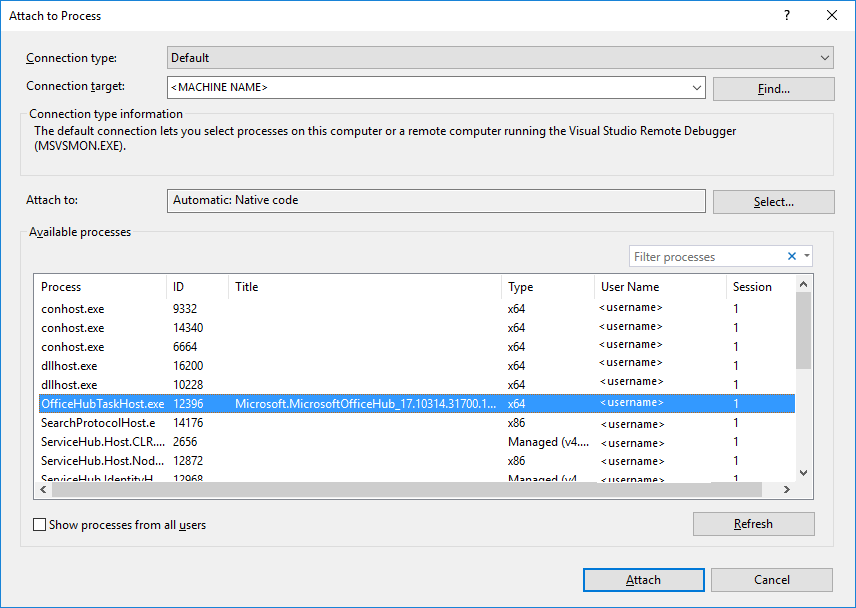 Attach to Process
Connection type: Default
Connection target: <MACHINE NAME> Find...
Connection type information
The default connection lets you select processes on this computer or a remote computer running the Visual Studio Remote Debugger
(MSVSMON.EXE).
Attach to: Automatic: Native code Select...
Available processes
Filter processes
Process ID Title Type User Name Session
conhost.exe 9332 x64 <username> 1
conhost.exe 14340 x64 <username> 1
conhost.exe 6664 x64 <username> 1
dllhost.exe 16200 x64 <username> 1
dllhost.exe 10228 x64 <username> 1
OfficeHubTaskHost.exe 12396 Microsoft.MicrosoftOfficeHub_17.10314.31700.1... x64 <username> 1
SearchProtocolHost.e 14176 x86 <username> 1
ServiceHub.Host.CLR.... 2656 Managed (v4.... <username> 1
ServiceHub.Host.Nod... 12872 x86 <username> 1
ServiceHub.IdentityH... 12968 Managed (v4.... <username> 1
Show processes from all users Refresh
Attach Cancel